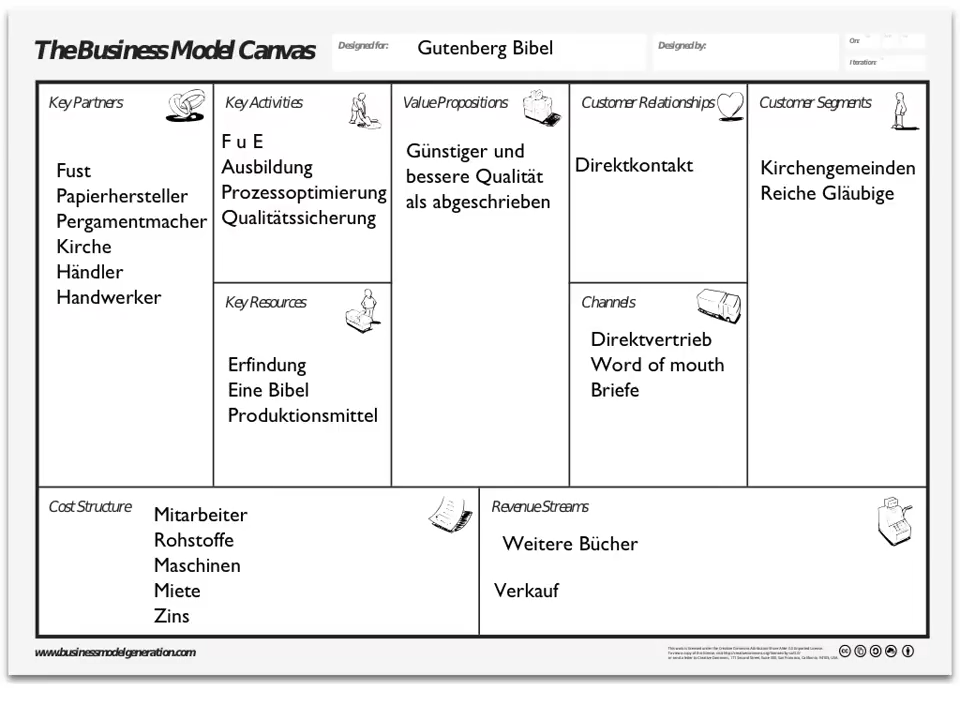 The Business Model Canvas
Designed for:
Gutenberg Bibel
Designed by:
On:
Iteration:
Key Partners
Fust
Papierhersteller
Pergamentmacher
Kirche
Händler
Handwerker
Key Activities
F u E
Ausbildung
Prozessoptimierung
Qualitätssicherung
Key Resources
Erfindung
Eine Bibel
Produktionsmittel
Value Propositions
Günstiger und
bessere Qualität
als abgeschrieben
Customer Relationships
Direktkontakt
Channels
Direktvertrieb
Word of mouth
Briefe
Customer Segments
Kirchengemeinden
Reiche Gläubige
Cost Structure
Mitarbeiter
Rohstoffe
Maschinen
Miete
Zins
Revenue Streams
Weitere Bücher
Verkauf
www.businessmodelgeneration.com